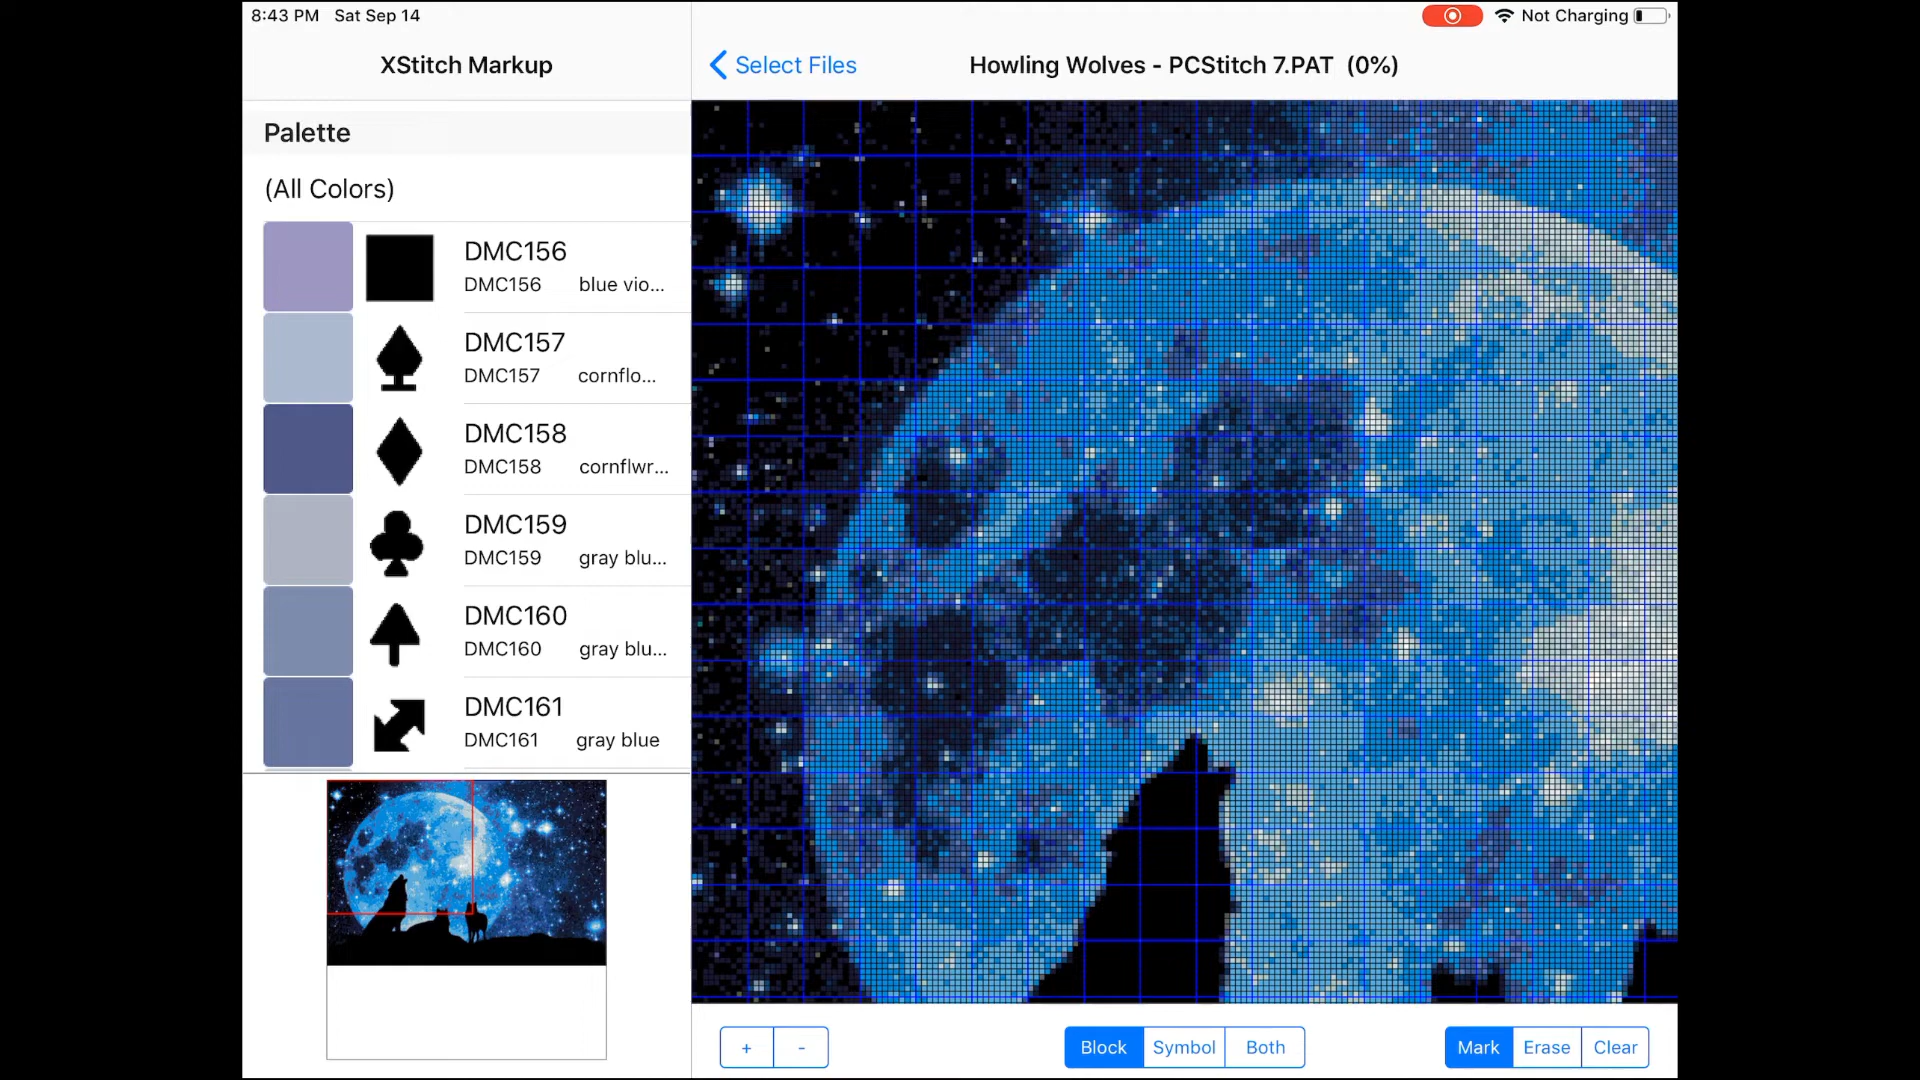 8:43 PM Sat Sep 14
Not Charging
XStitch Markup
Select Files
Howling Wolves - PCStitch 7.PAT (0%)
Palette
(All Colors)
DMC156
DMC156 blue vio...
DMC157
DMC157 cornflo...
DMC158
DMC158 cornflwr...
DMC159
DMC159 gray blu...
DMC160
DMC160 gray blu...
DMC161
DMC161 gray blue
+ -
Block Symbol Both
Mark Erase Clear